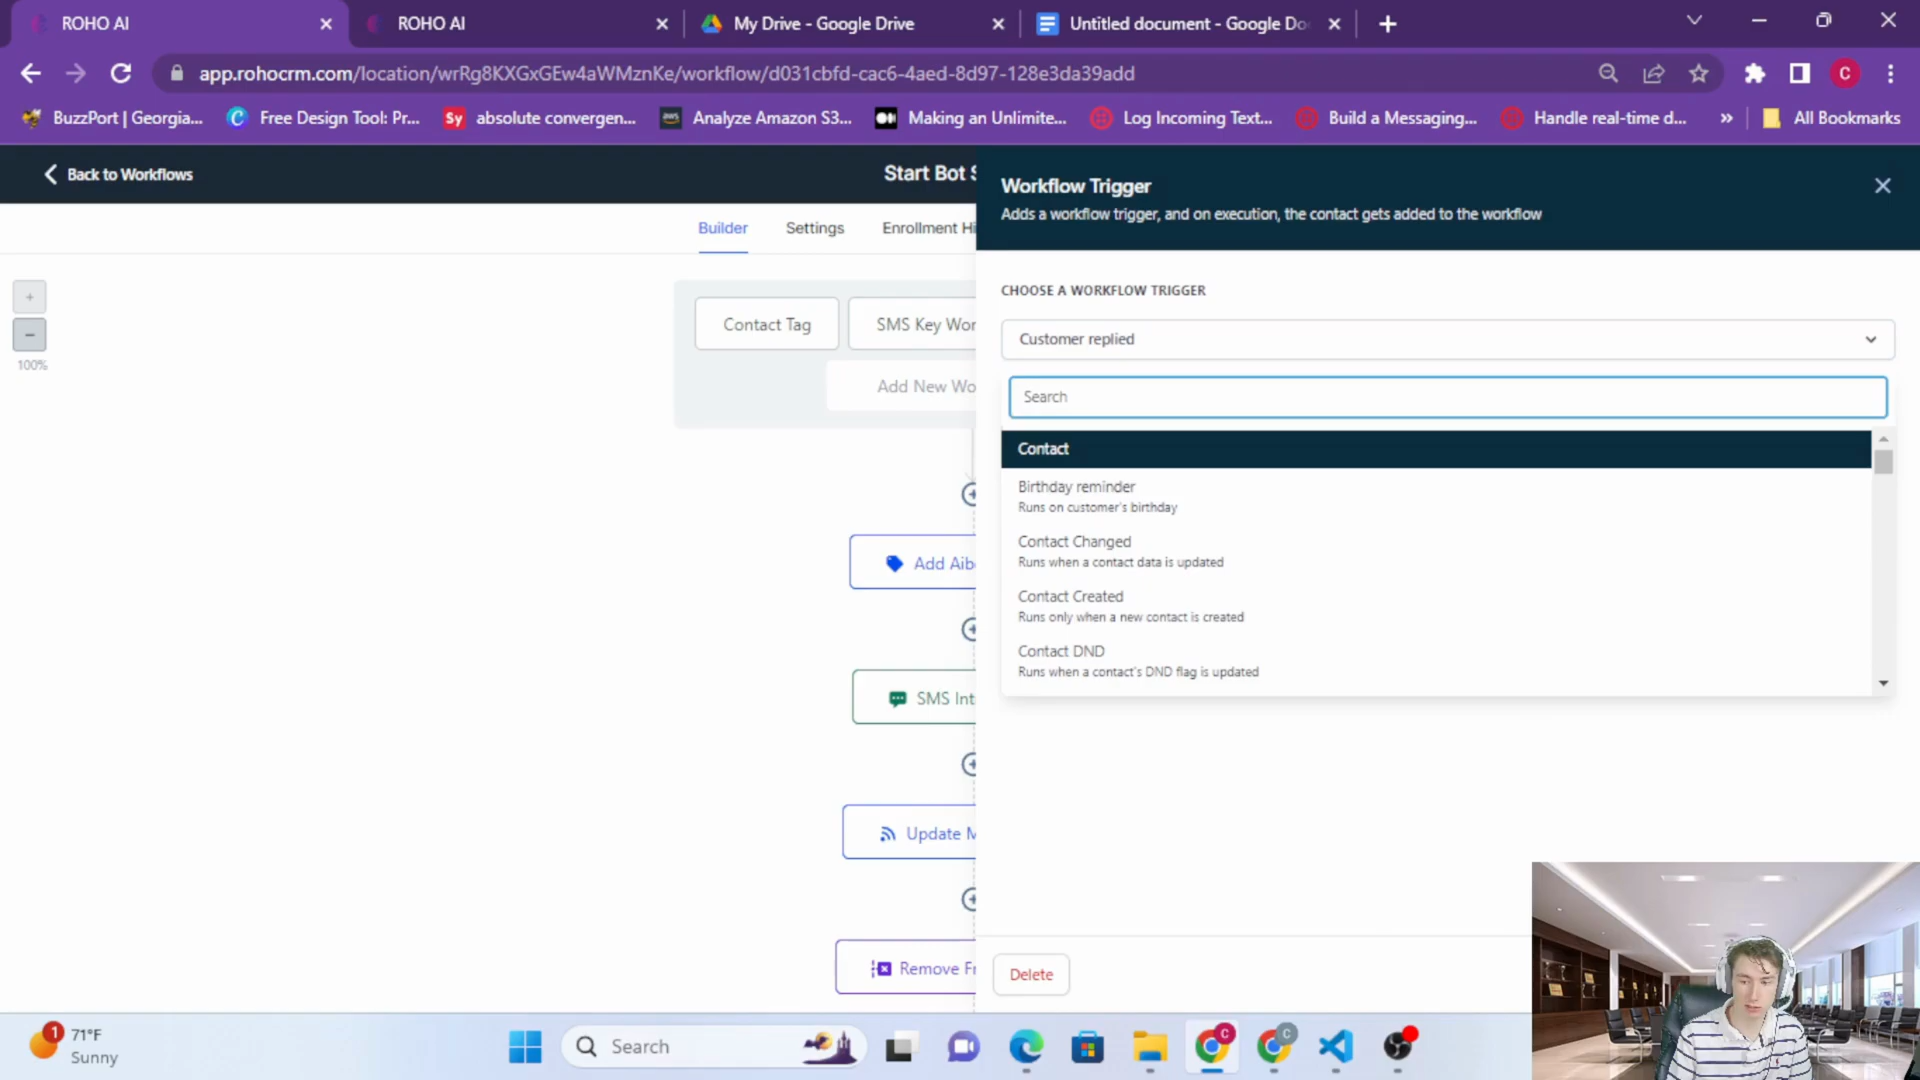 ROHO AI
ROHO AI
My Drive - Google Drive
Untitled document - Google Do
app.rohocrm.com/location/wrRg8KXGxGEw4aWMznKe/workflow/d031cbfd-cac6-4aed-8d97-128e3da39add
C
BuzzPort | Georgia...
Free Design Tool: Pr...
Sy
absolute convergen...
aws
Analyze Amazon S3...
Making an Unlimite...
Log Incoming Text...
Build a Messaging...
Handle real-time d...
All Bookmarks
Back to Workflows
Start Bot S
Workflow Trigger
Adds a workflow trigger, and on execution, the contact gets added to the workflow
Builder
Settings
Enrollment Hi
100%
CHOOSE A WORKFLOW TRIGGER
Contact Tag
SMS Key Wor
Customer replied
Add New Wo
Search
Contact
Birthday reminder
Runs on customer's birthday
Contact Changed
Runs when a contact data is updated
Contact Created
Runs only when a new contact is created
Contact DND
Runs when a contact's DND flag is updated
Add Aib
SMS Int
Update M
Remove Fr
Delete
1
71°F
Sunny
Search
C
C